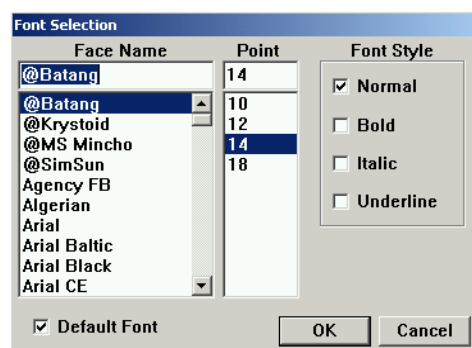 Font Selection
Face Name Point Font Style
@Batang 14
Normal
@Batang 10
@Krystoid 12
Bold
@MS Mincho 14
@SimSun 18
Italic
Agency FB
Algerian
Underline
Arial
Arial Baltic
Arial Black
Arial CE
Default Font OK Cancel